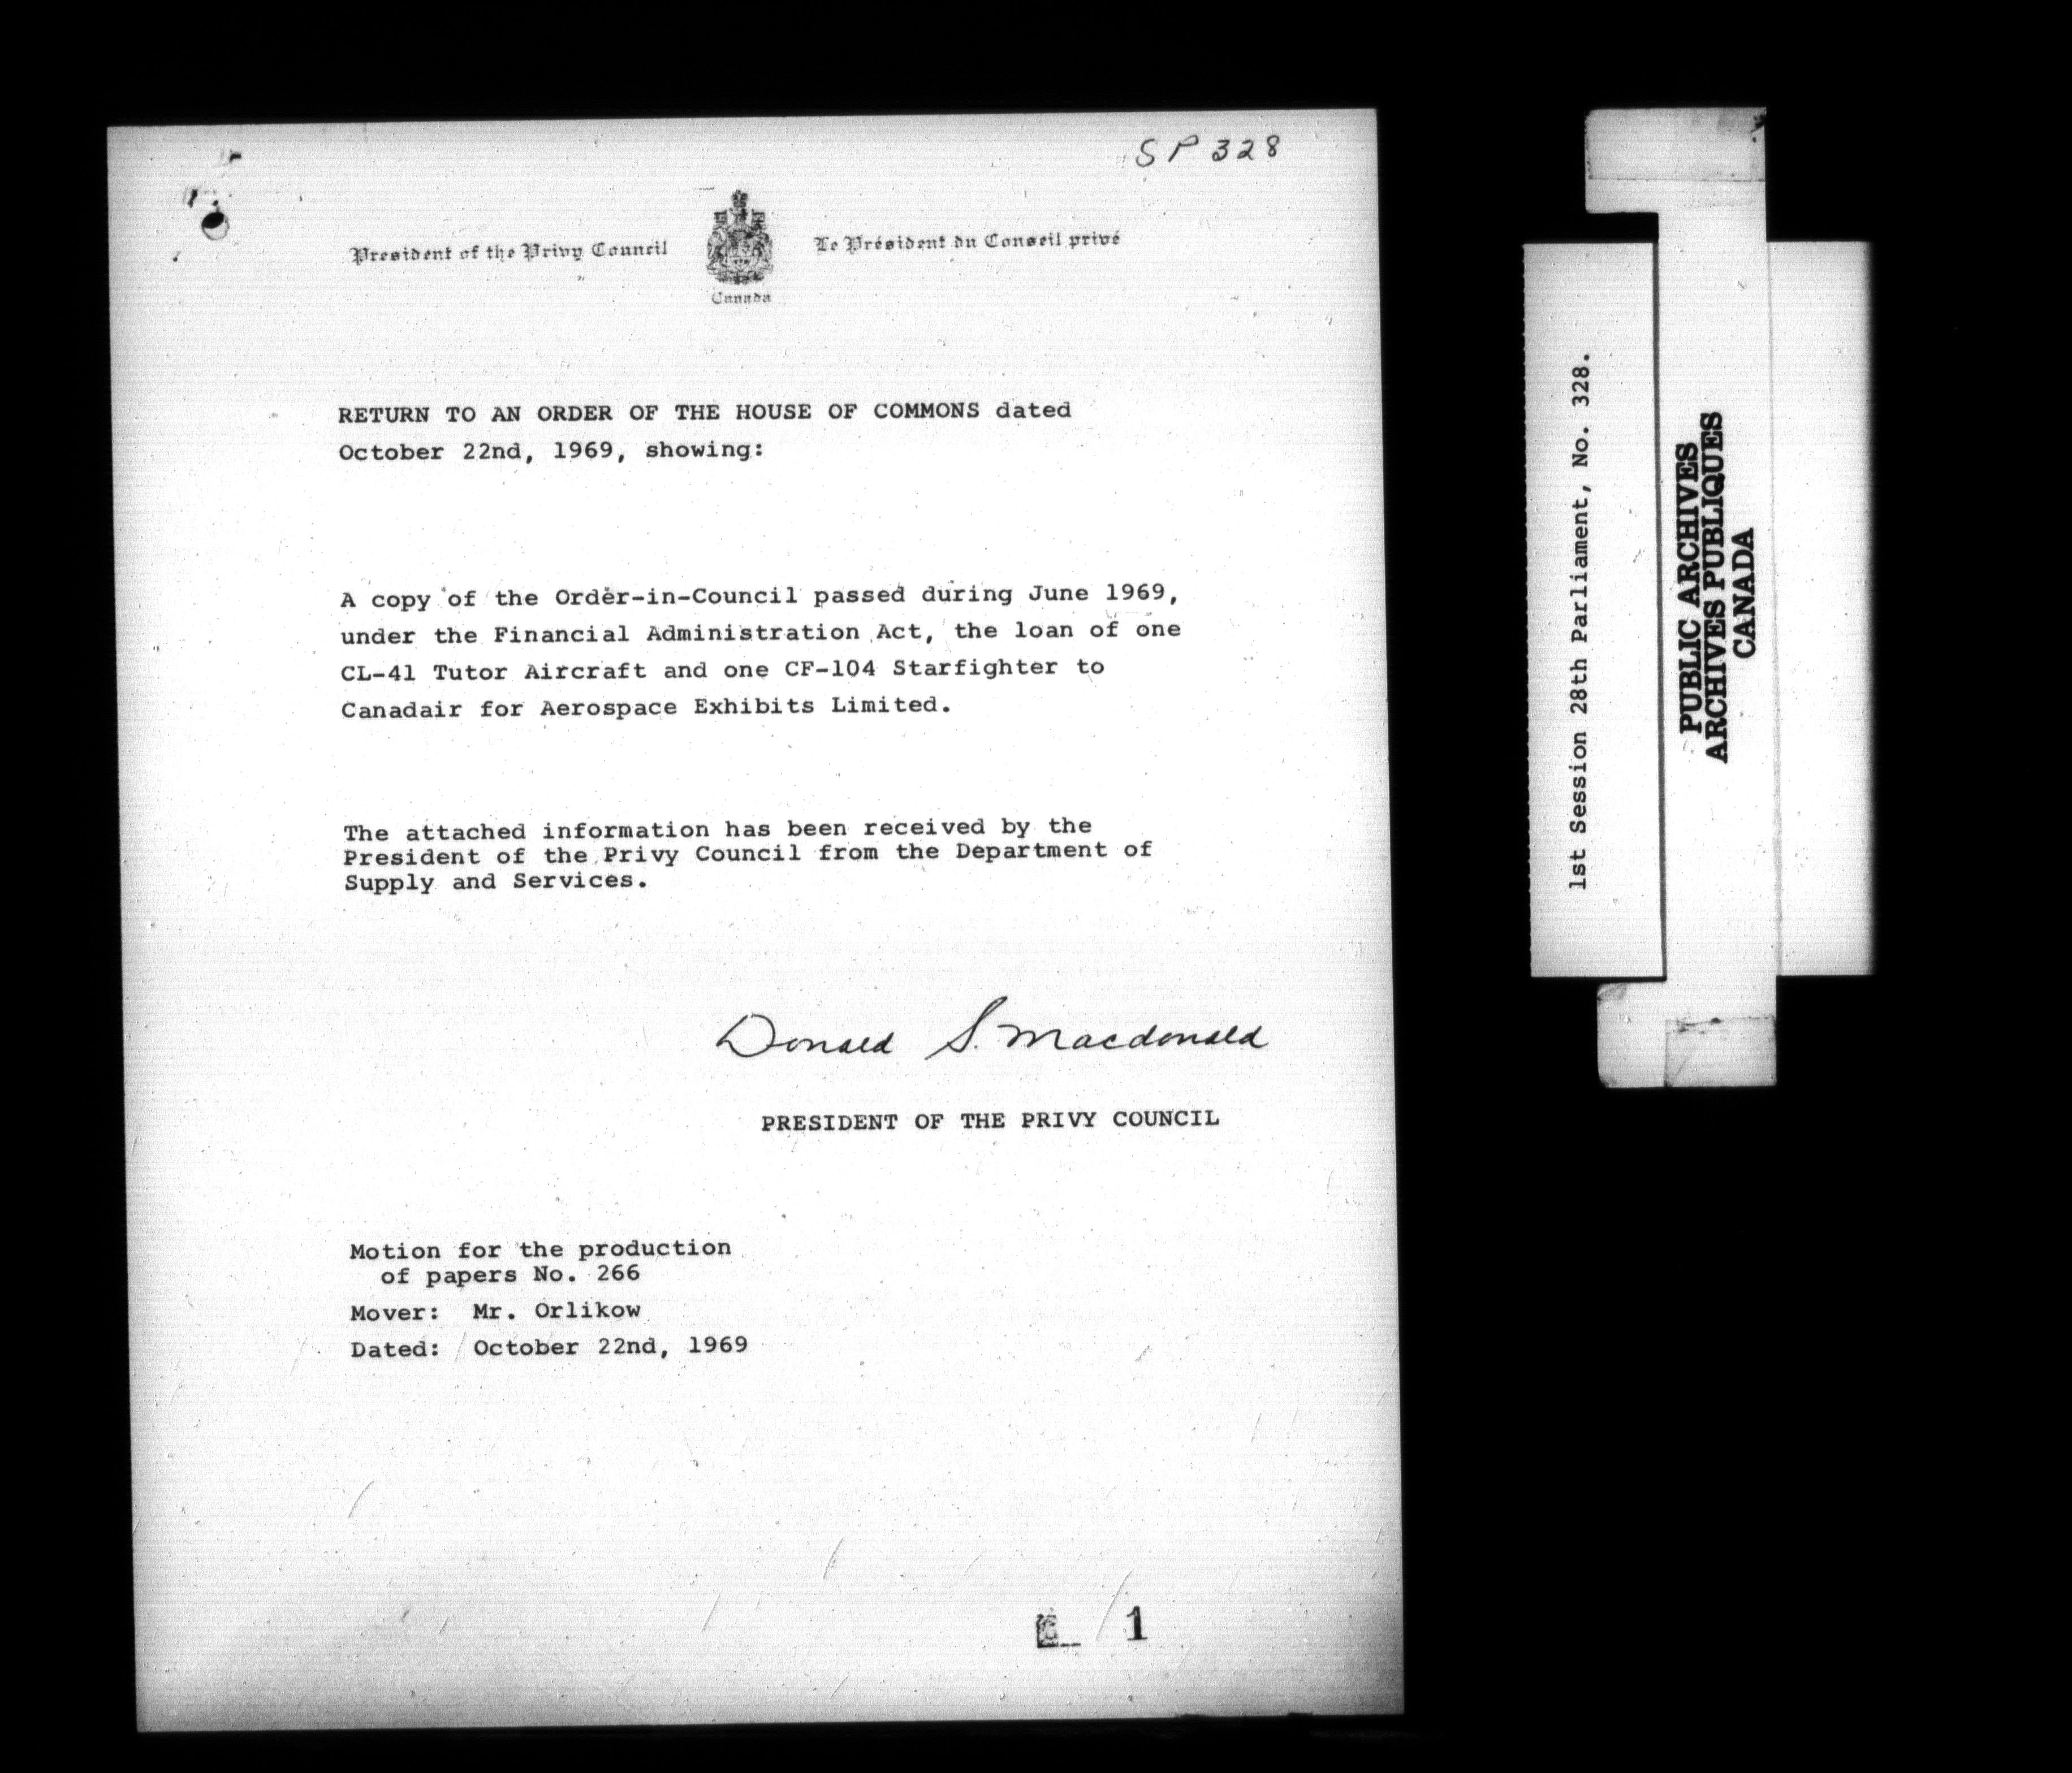 SP 328
President of the Privy Council
Le Président du Conseil privé
Canada
RETURN TO AN ORDER OF THE HOUSE OF COMMONS dated
October 22nd, 1969, showing:
A copy of the Order-in-Council passed during June 1969,
under the Financial Administration Act, the loan of one
CL-41 Tutor Aircraft and one CF-104 Starfighter to
Canadair for Aerospace Exhibits Limited.
The attached information has been received by the
President of the Privy Council from the Department of
Supply and Services.
Donald S. Macdonald
PRESIDENT OF THE PRIVY COUNCIL
Motion for the production
of papers No. 266
Mover: Mr. Orlikow
Dated: October 22nd, 1969
1
1st Session 28th Parliament, No. 328.
PUBLIC ARCHIVES
ARCHIVES PUBLIQUES
CANADA